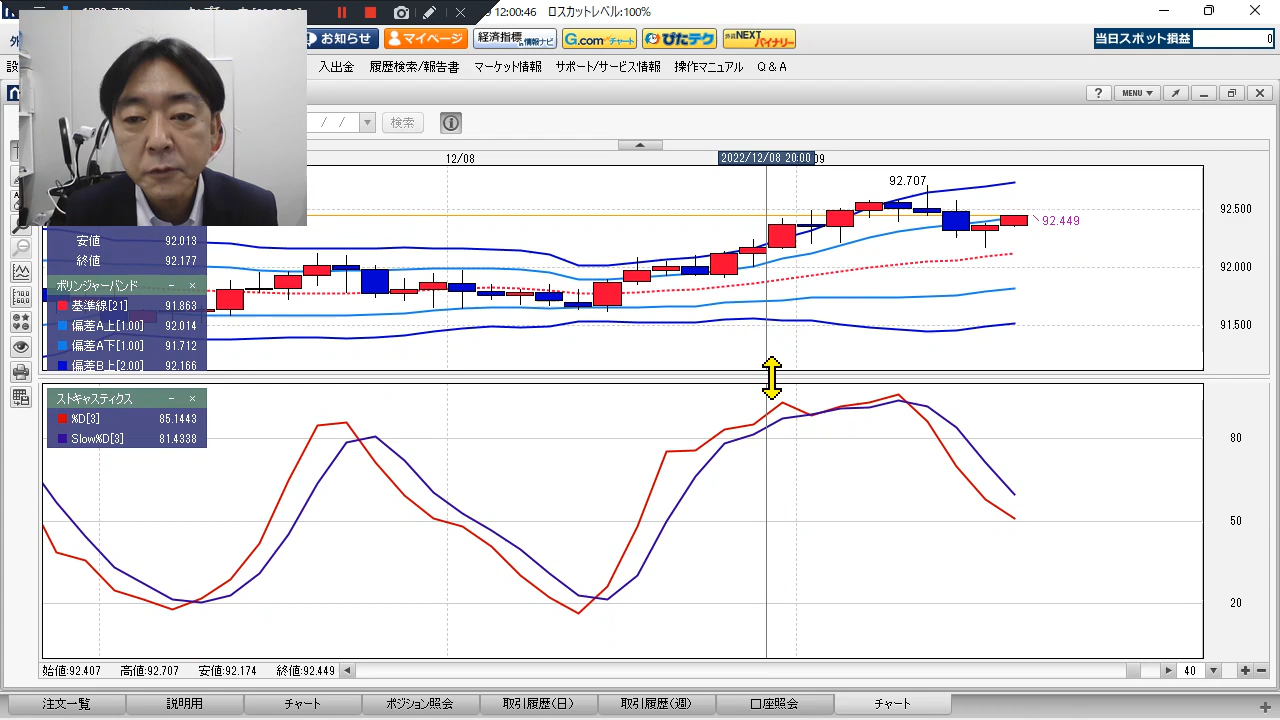 12:00:46 ロスカットレベル:100%
お知らせ
マイページ
経済指標 情報ナビ
G.comチャート
ぴたテク
外為NEXT バイナリー
当日スポット損益
0
入出金
履歴検索/報告書
マーケット情報
サポート/サービス情報
操作マニュアル
Q&A
?
MENU ▼
/ /
検索
12/08
2022/12/08 20:00
09
92.707
92.449
92.500
92.000
91.500
安値 92.013
終値 92.177
ボリンジャーバンド － ×
基準線[21] 91.863
偏差A上[1.00] 92.014
偏差A下[1.00] 91.712
偏差B上[2.00] 92.166
ストキャスティクス － ×
%D[3] 85.1443
Slow%D[3] 81.4338
80
50
20
始値:92.407 高値:92.707 安値:92.174 終値:92.449
40
注文一覧
説明用
チャート
ポジション照会
取引履歴(日)
取引履歴(週)
口座照会
チャート